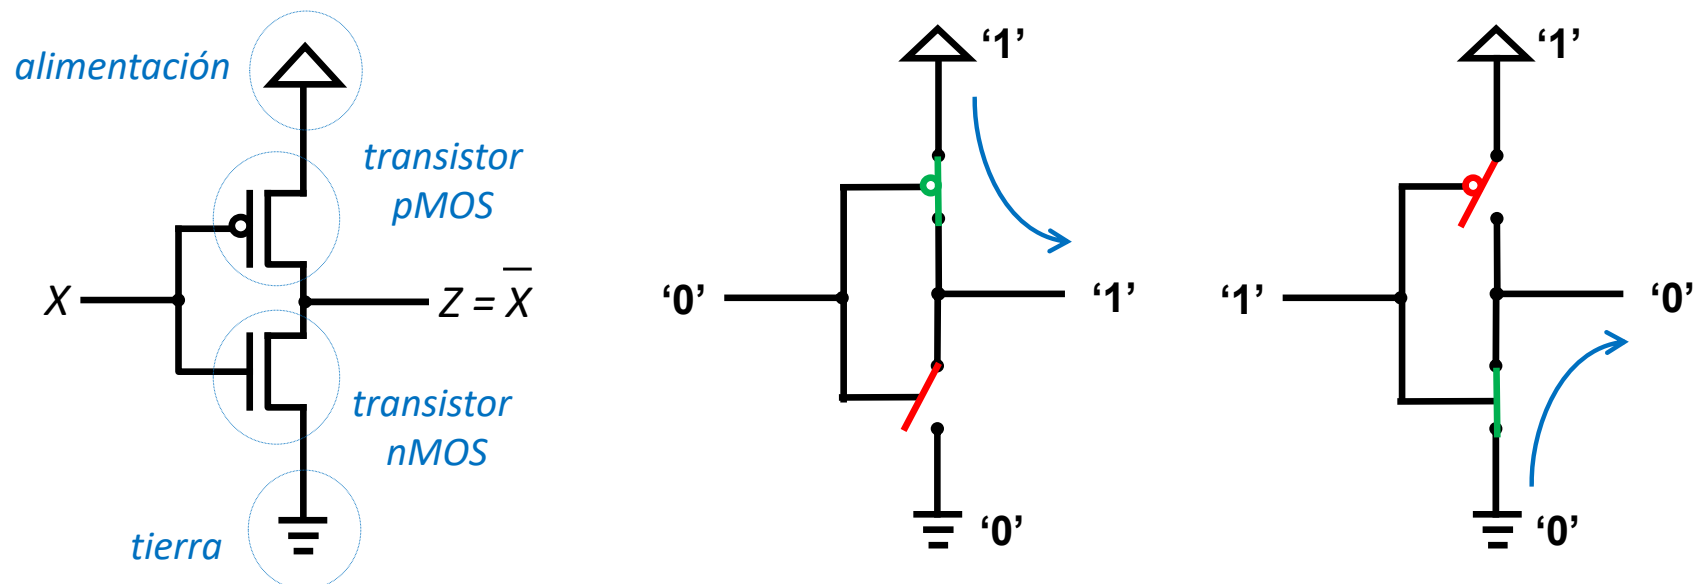 alimentación
transistor
pMOS
X
Z = X̅
transistor
nMOS
tierra
‘1’
‘0’
‘1’
‘0’
‘1’
‘1’
‘0’
‘0’